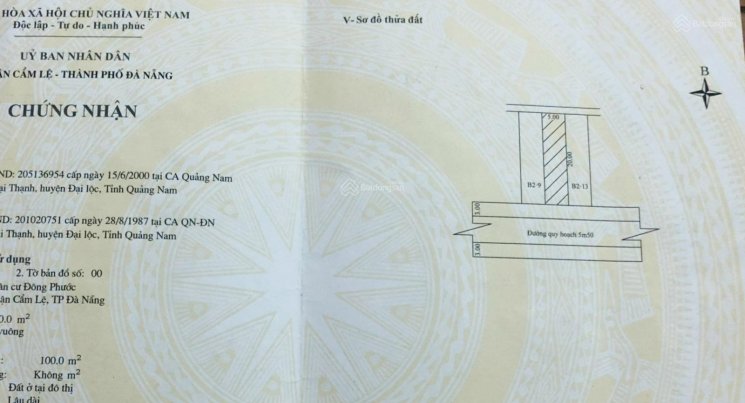 HÒA XÃ HỘI CHỦ NGHĨA VIỆT NAM
Độc lập - Tự do - Hạnh phúc
UỶ BAN NHÂN DÂN
ẬN CẨM LỆ - THÀNH PHỐ ĐÀ NẴNG
CHỨNG NHẬN
ND: 205136954 cấp ngày 15/6/2000 tại CA Quảng Nam
ại Thạnh, huyện Đại lộc, Tỉnh Quảng Nam
ND: 201020751 cấp ngày 28/8/1987 tại CA QN-ĐN
ại Thạnh, huyện Đại lộc, Tỉnh Quảng Nam
ử dụng
2. Tờ bản đồ số: 00
ân cư Đông Phước
ận Cẩm Lệ, TP Đà Nẵng
0.0 m²
vuông
: 100.0 m²
g: Không m²
Đất ở tại đô thị
Lâu dài
V- Sơ đồ thửa đất
B
5.00
20.00
B2-9
B2-13
3.00
Đường quy hoạch 5m50
3.00
Batdongsan
Batdongsan